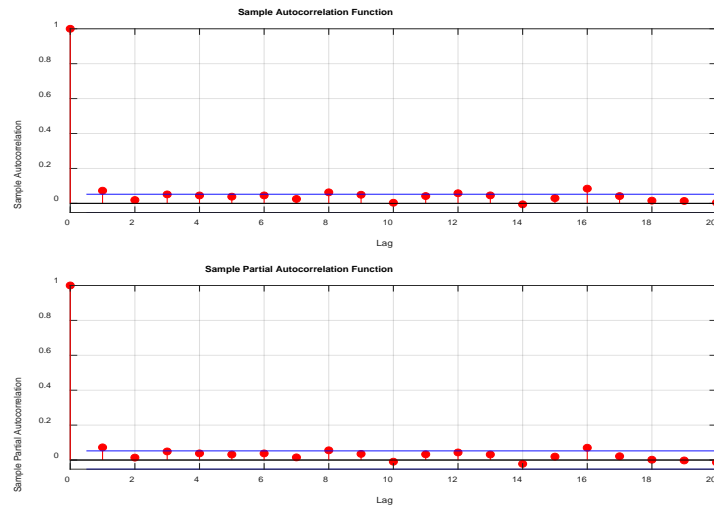 Sample Autocorrelation Function
1
0.8
0.6
0.4
0.2
0
Sample Autocorrelation
0 2 4 6 8 10 12 14 16 18 20
Lag
Sample Partial Autocorrelation Function
1
0.8
0.6
0.4
0.2
0
Sample Partial Autocorrelation
0 2 4 6 8 10 12 14 16 18 20
Lag